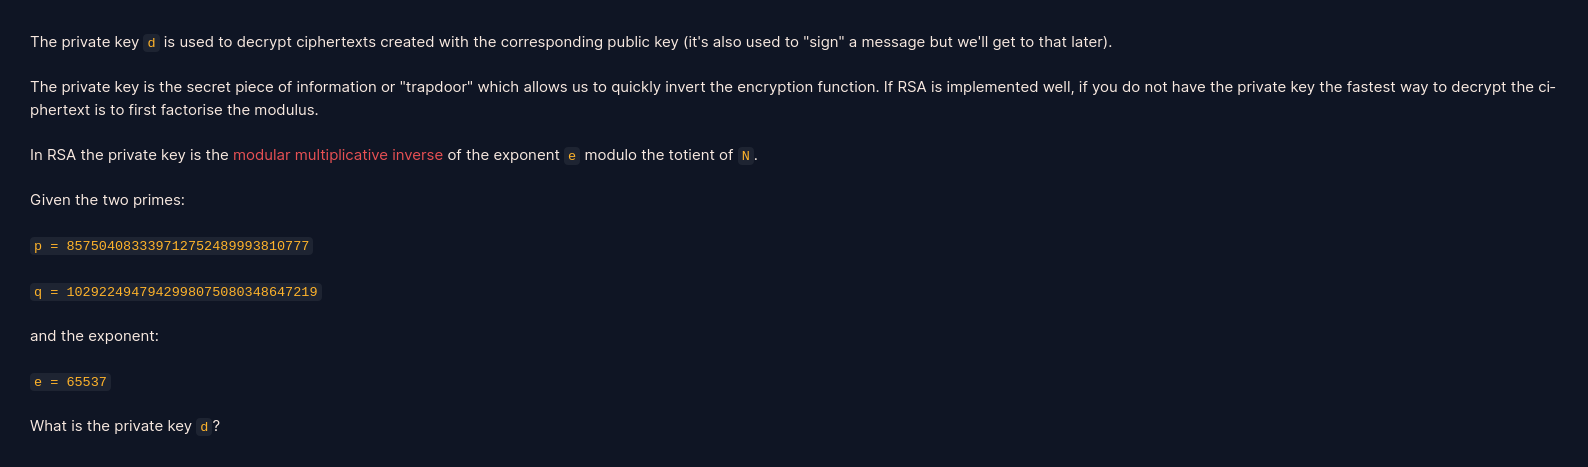 The private key d is used to decrypt ciphertexts created with the corresponding public key (it's also used to "sign" a message but we'll get to that later).
The private key is the secret piece of information or "trapdoor" which allows us to quickly invert the encryption function. If RSA is implemented well, if you do not have the private key the fastest way to decrypt the ci-
phertext is to first factorise the modulus.
In RSA the private key is the modular multiplicative inverse of the exponent e modulo the totient of N.
Given the two primes:
p = 857504083339712752489993810777
q = 1029224947942998075080348647219
and the exponent:
e = 65537
What is the private key d?